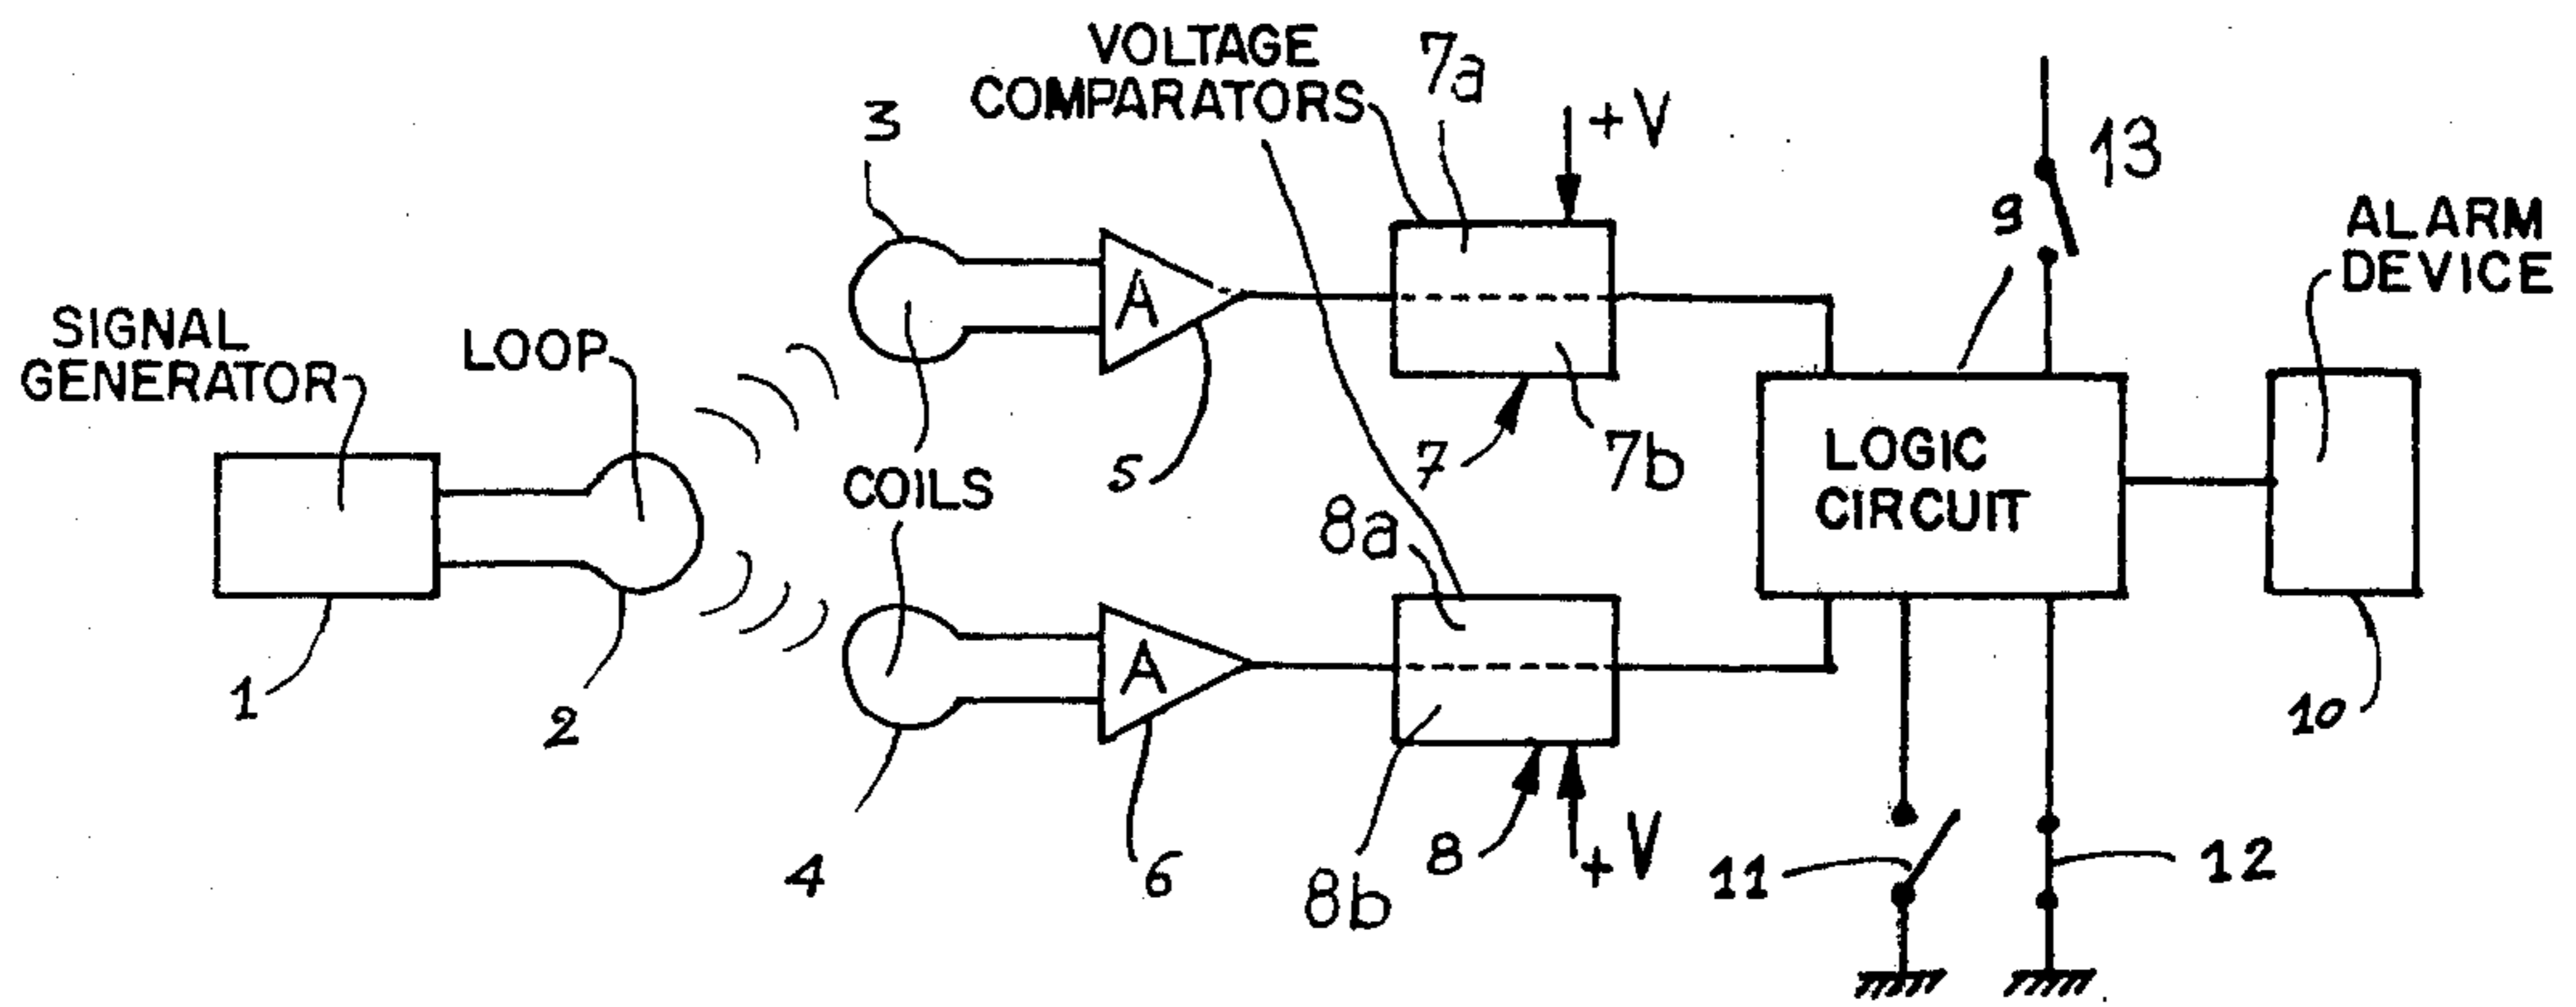 VOLTAGE
COMPARATORS
7a
+V
3
13
9
ALARM
DEVICE
SIGNAL
GENERATOR
LOOP
A
5
7
7b
COILS
LOGIC
CIRCUIT
8a
1
2
A
10
4
6
8b
8
+V
11
12